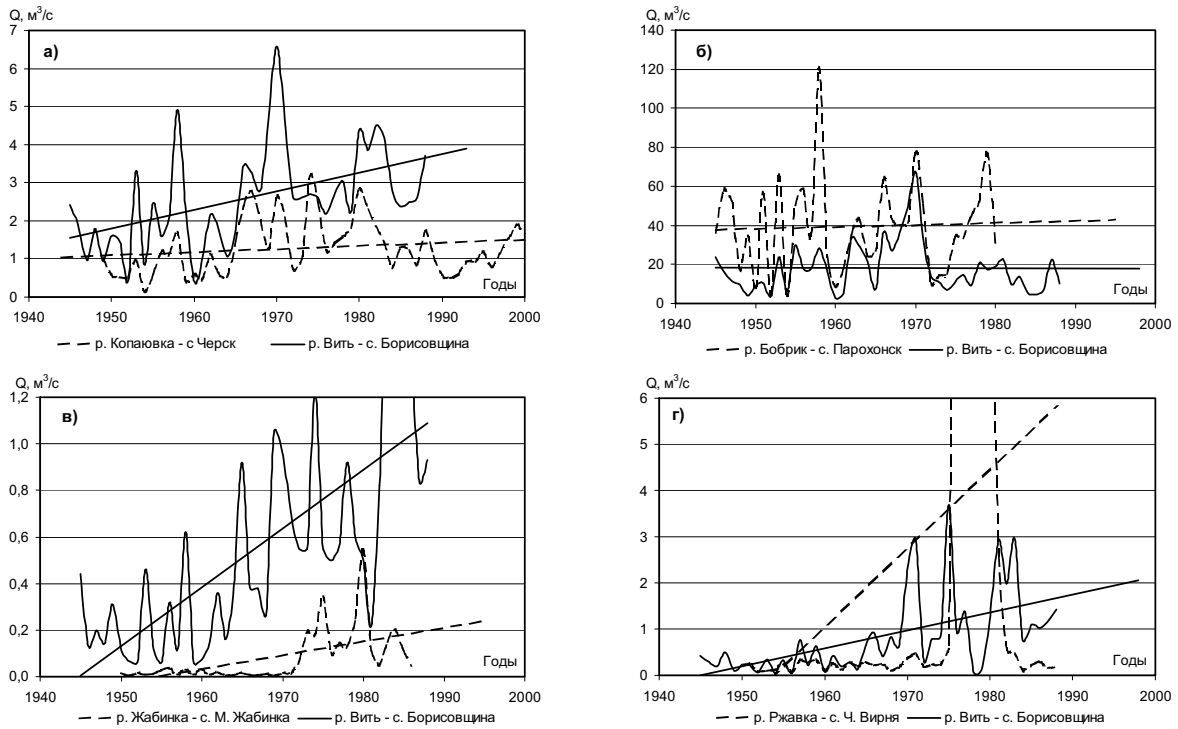 Q, м³/с
а)
7
6
5
4
3
2
1
0
Годы
1940 1950 1960 1970 1980 1990 2000
р. Копаювка - с Черск р. Вить - с. Борисовщина
Q, м³/с
б)
140
120
100
80
60
40
20
0
Годы
1940 1950 1960 1970 1980 1990 2000
р. Бобрик - с. Парохонск р. Вить - с. Борисовщина
Q, м³/с
в)
1,2
1,0
0,8
0,6
0,4
0,2
0,0
Годы
1940 1950 1960 1970 1980 1990 2000
р. Жабинка - с. М. Жабинка р. Вить - с. Борисовщина
Q, м³/с
г)
6
5
4
3
2
1
0
Годы
1940 1950 1960 1970 1980 1990 2000
р. Ржавка - с. Ч. Вирня р. Вить - с. Борисовщина